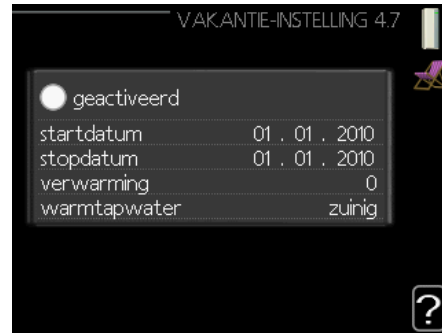 VAKANTIE-INSTELLING 4.7
geactiveerd
startdatum 01 . 01 . 2010
stopdatum 01 . 01 . 2010
verwarming 0
warmtapwater zuinig
?